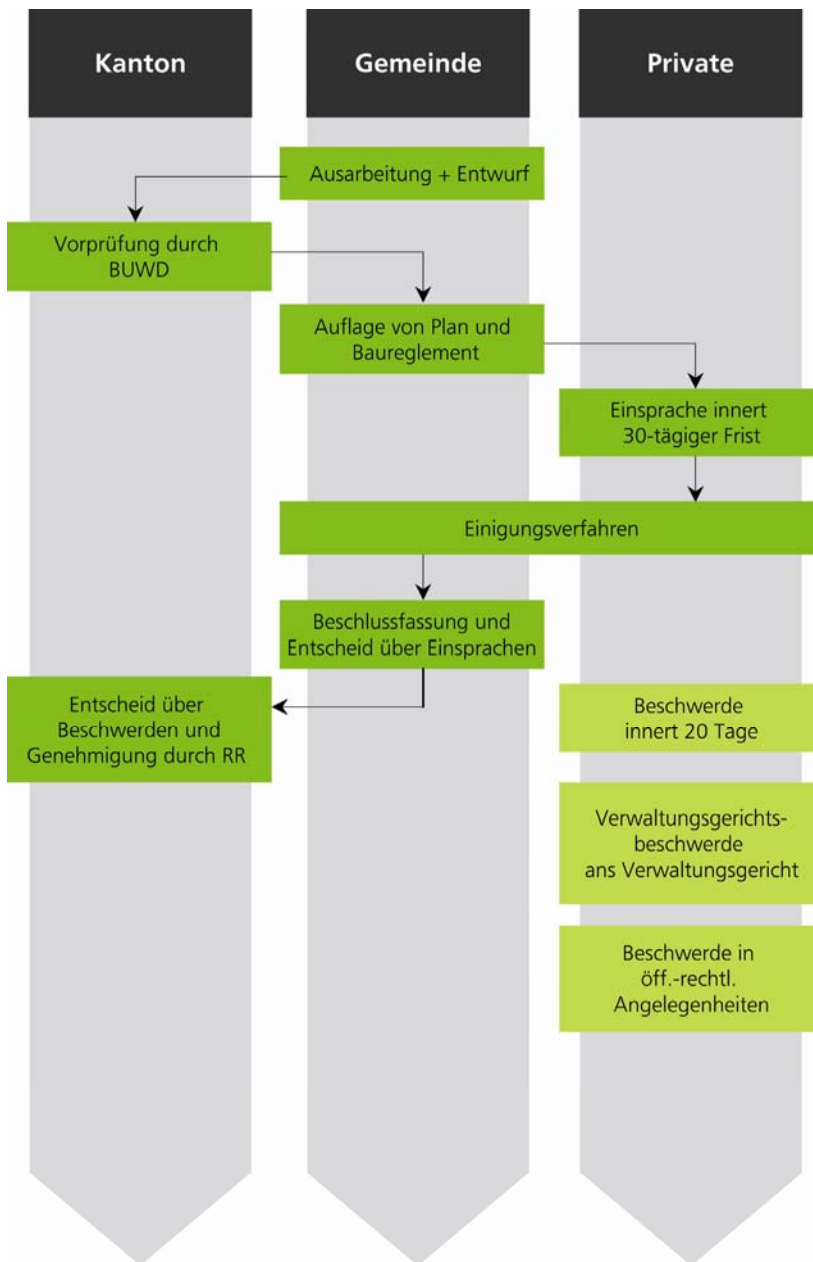 Kanton
Gemeinde
Private
Ausarbeitung + Entwurf
Vorprüfung durch
BUWD
Auflage von Plan und
Baureglement
Einsprache innert
30-tägiger Frist
Einigungsverfahren
Beschlussfassung und
Entscheid über Einsprachen
Entscheid über
Beschwerden und
Genehmigung durch RR
Beschwerde
innert 20 Tage
Verwaltungsgerichts-
beschwerde
ans Verwaltungsgericht
Beschwerde in
öff.-rechtl.
Angelegenheiten